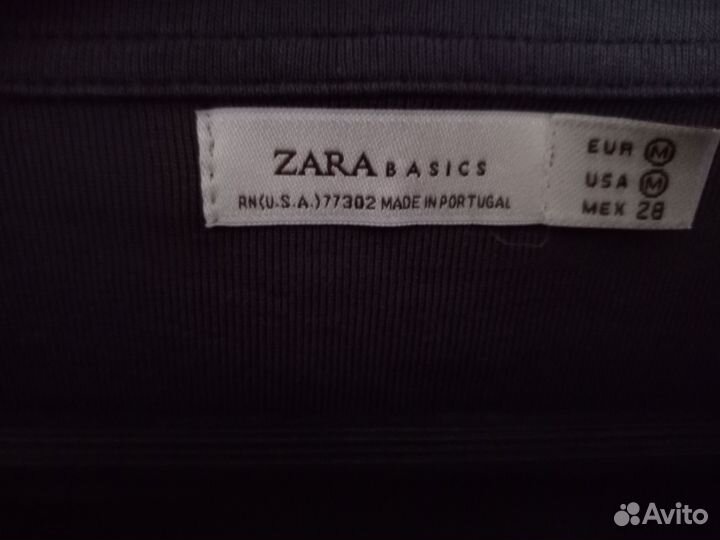 ZARA BASICS
RN(U.S.A.)77302 MADE IN PORTUGAL
EUR M
USA M
MEX 28
Avito